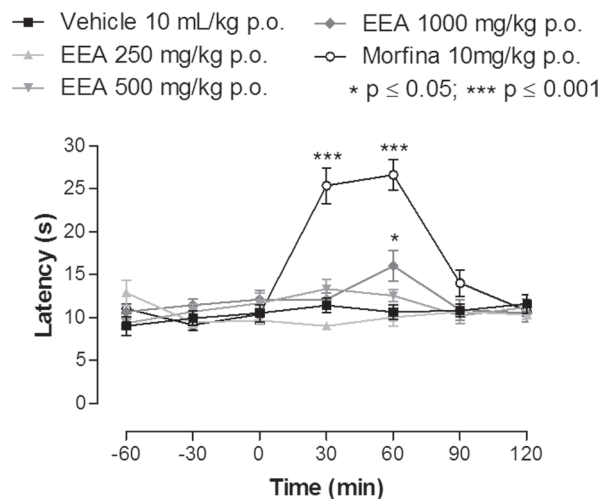 Vehicle 10 mL/kg p.o.
EEA 250 mg/kg p.o.
EEA 500 mg/kg p.o.
EEA 1000 mg/kg p.o.
Morfina 10mg/kg p.o.
* p ≤ 0.05; *** p ≤ 0.001
30
25
20
15
10
5
0
Latency (s)
***
***
*
-60 -30 0 30 60 90 120
Time (min)